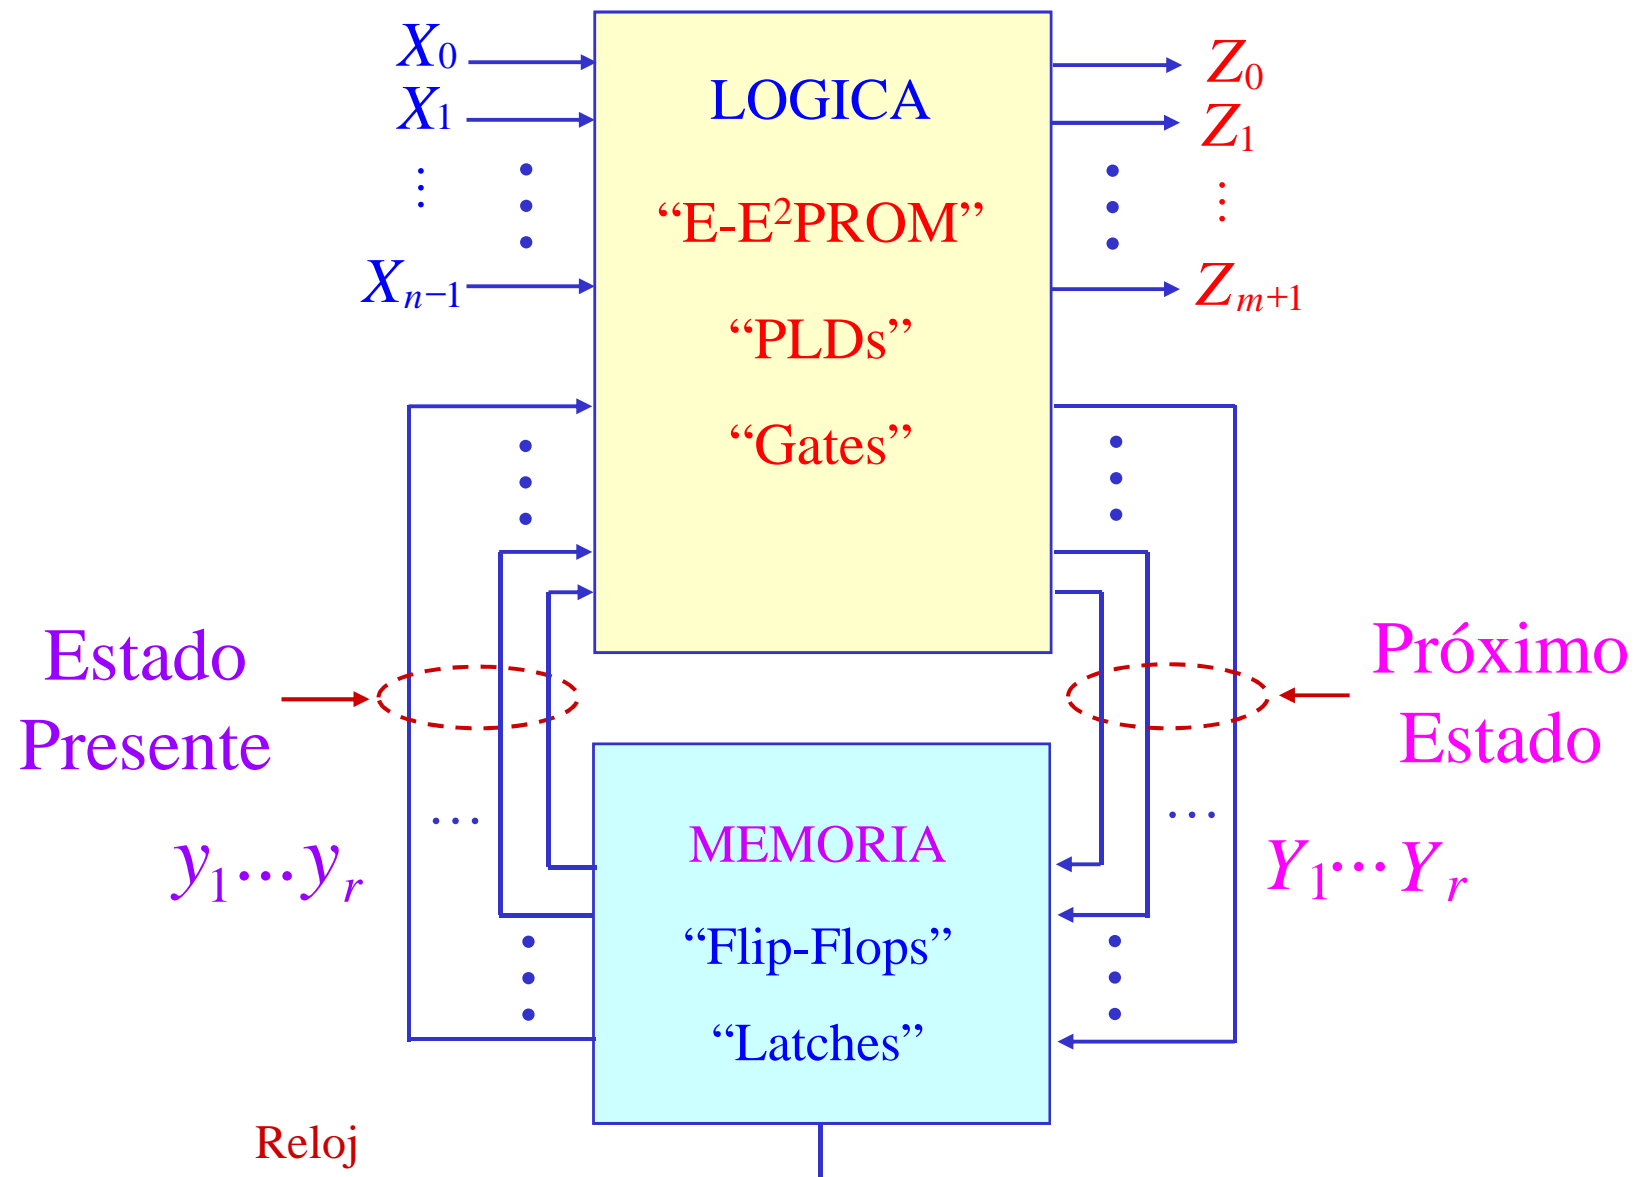 X₀
X₁
⋮
Xₙ₋₁
LOGICA
“E-E²PROM”
“PLDs”
“Gates”
Z₀
Z₁
⋮
Zₘ₊₁
Estado
Presente
y₁...yᵣ
Próximo
Estado
Y₁...Yᵣ
MEMORIA
“Flip-Flops”
“Latches”
Reloj